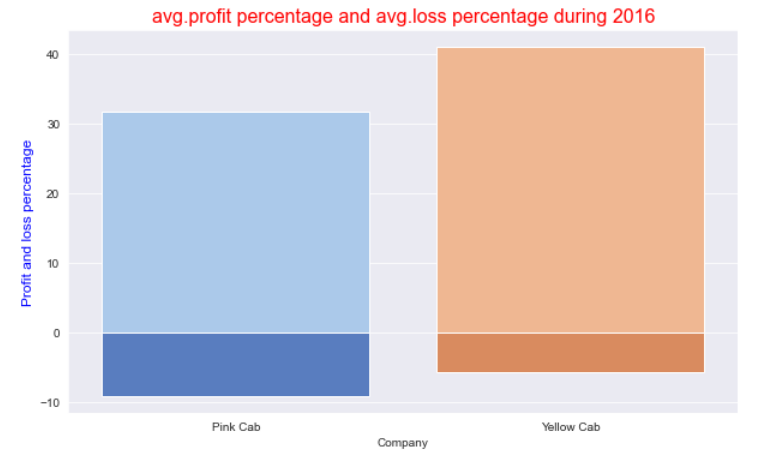 avg.profit percentage and avg.loss percentage during 2016
Profit and loss percentage
40
30
20
10
0
−10
Pink Cab
Yellow Cab
Company